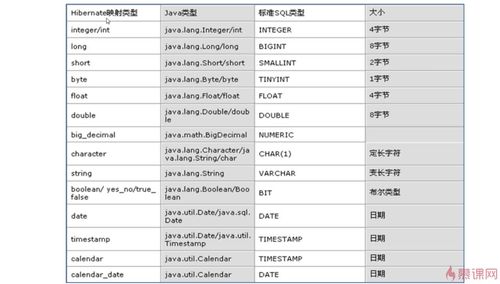 Hibernate映射类型 Java类型 标准SQL类型 大小
integer/int java.lang.Integer/int INTEGER 4字节
long java.lang.Long/long BIGINT 8字节
short java.lang.Short/short SMALLINT 2字节
byte java.lang.Byte/byte TINYINT 1字节
float java.lang.Float/float FLOAT 4字节
double java.lang.Double/doub
le DOUBLE 8字节
big_decimal java.math.BigDecimal NUMERIC
character java.lang.Character/ja
va.lang.String/char CHAR(1) 定长字符
string java.lang.String VARCHAR 变长字符
boolean/ yes_no/true_
false java.lang.Boolean/Boo
lean BIT 布尔类型
date java.util.Date/java.sql.
Date DATE 日期
timestamp java.util.Date/java.util.
Timestamp TIMESTAMP 日期
calendar java.util.Calendar TIMESTAMP 日期
calendar_date java.util.Calendar DATE 日期
慕课网